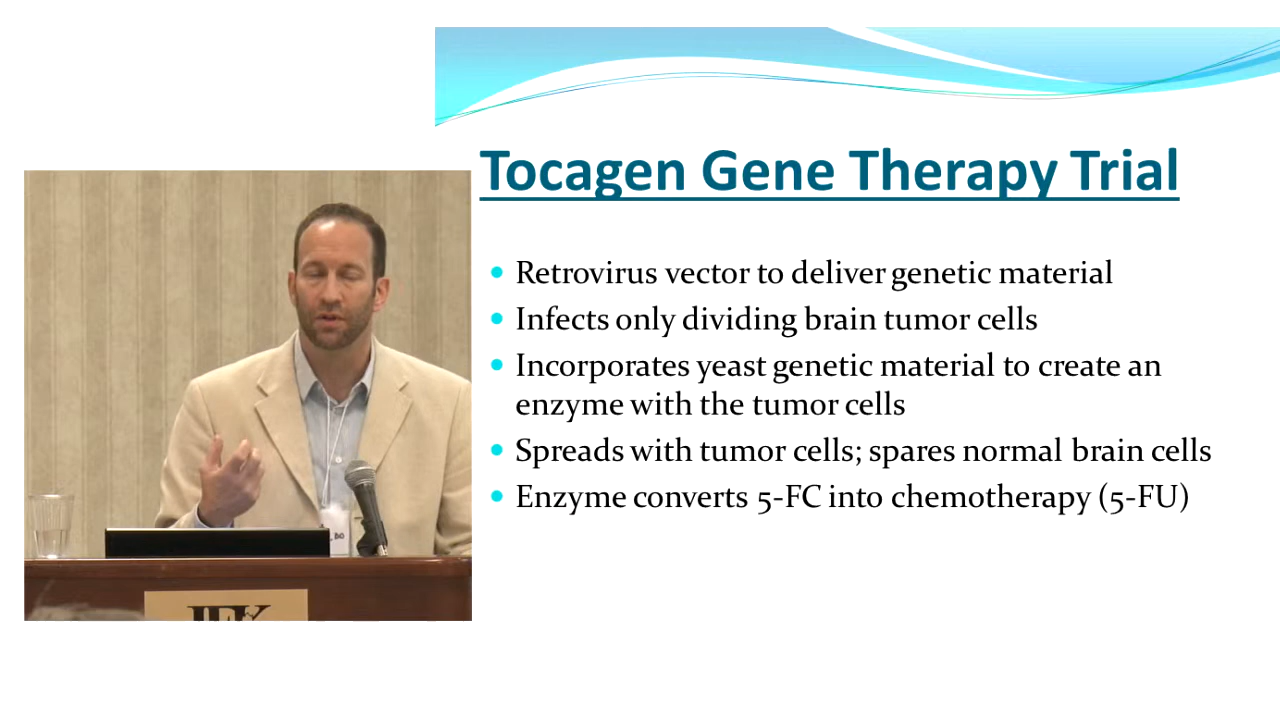 Tocagen Gene Therapy Trial
Retrovirus vector to deliver genetic material
Infects only dividing brain tumor cells
Incorporates yeast genetic material to create an
enzyme with the tumor cells
Spreads with tumor cells; spares normal brain cells
Enzyme converts 5-FC into chemotherapy (5-FU)